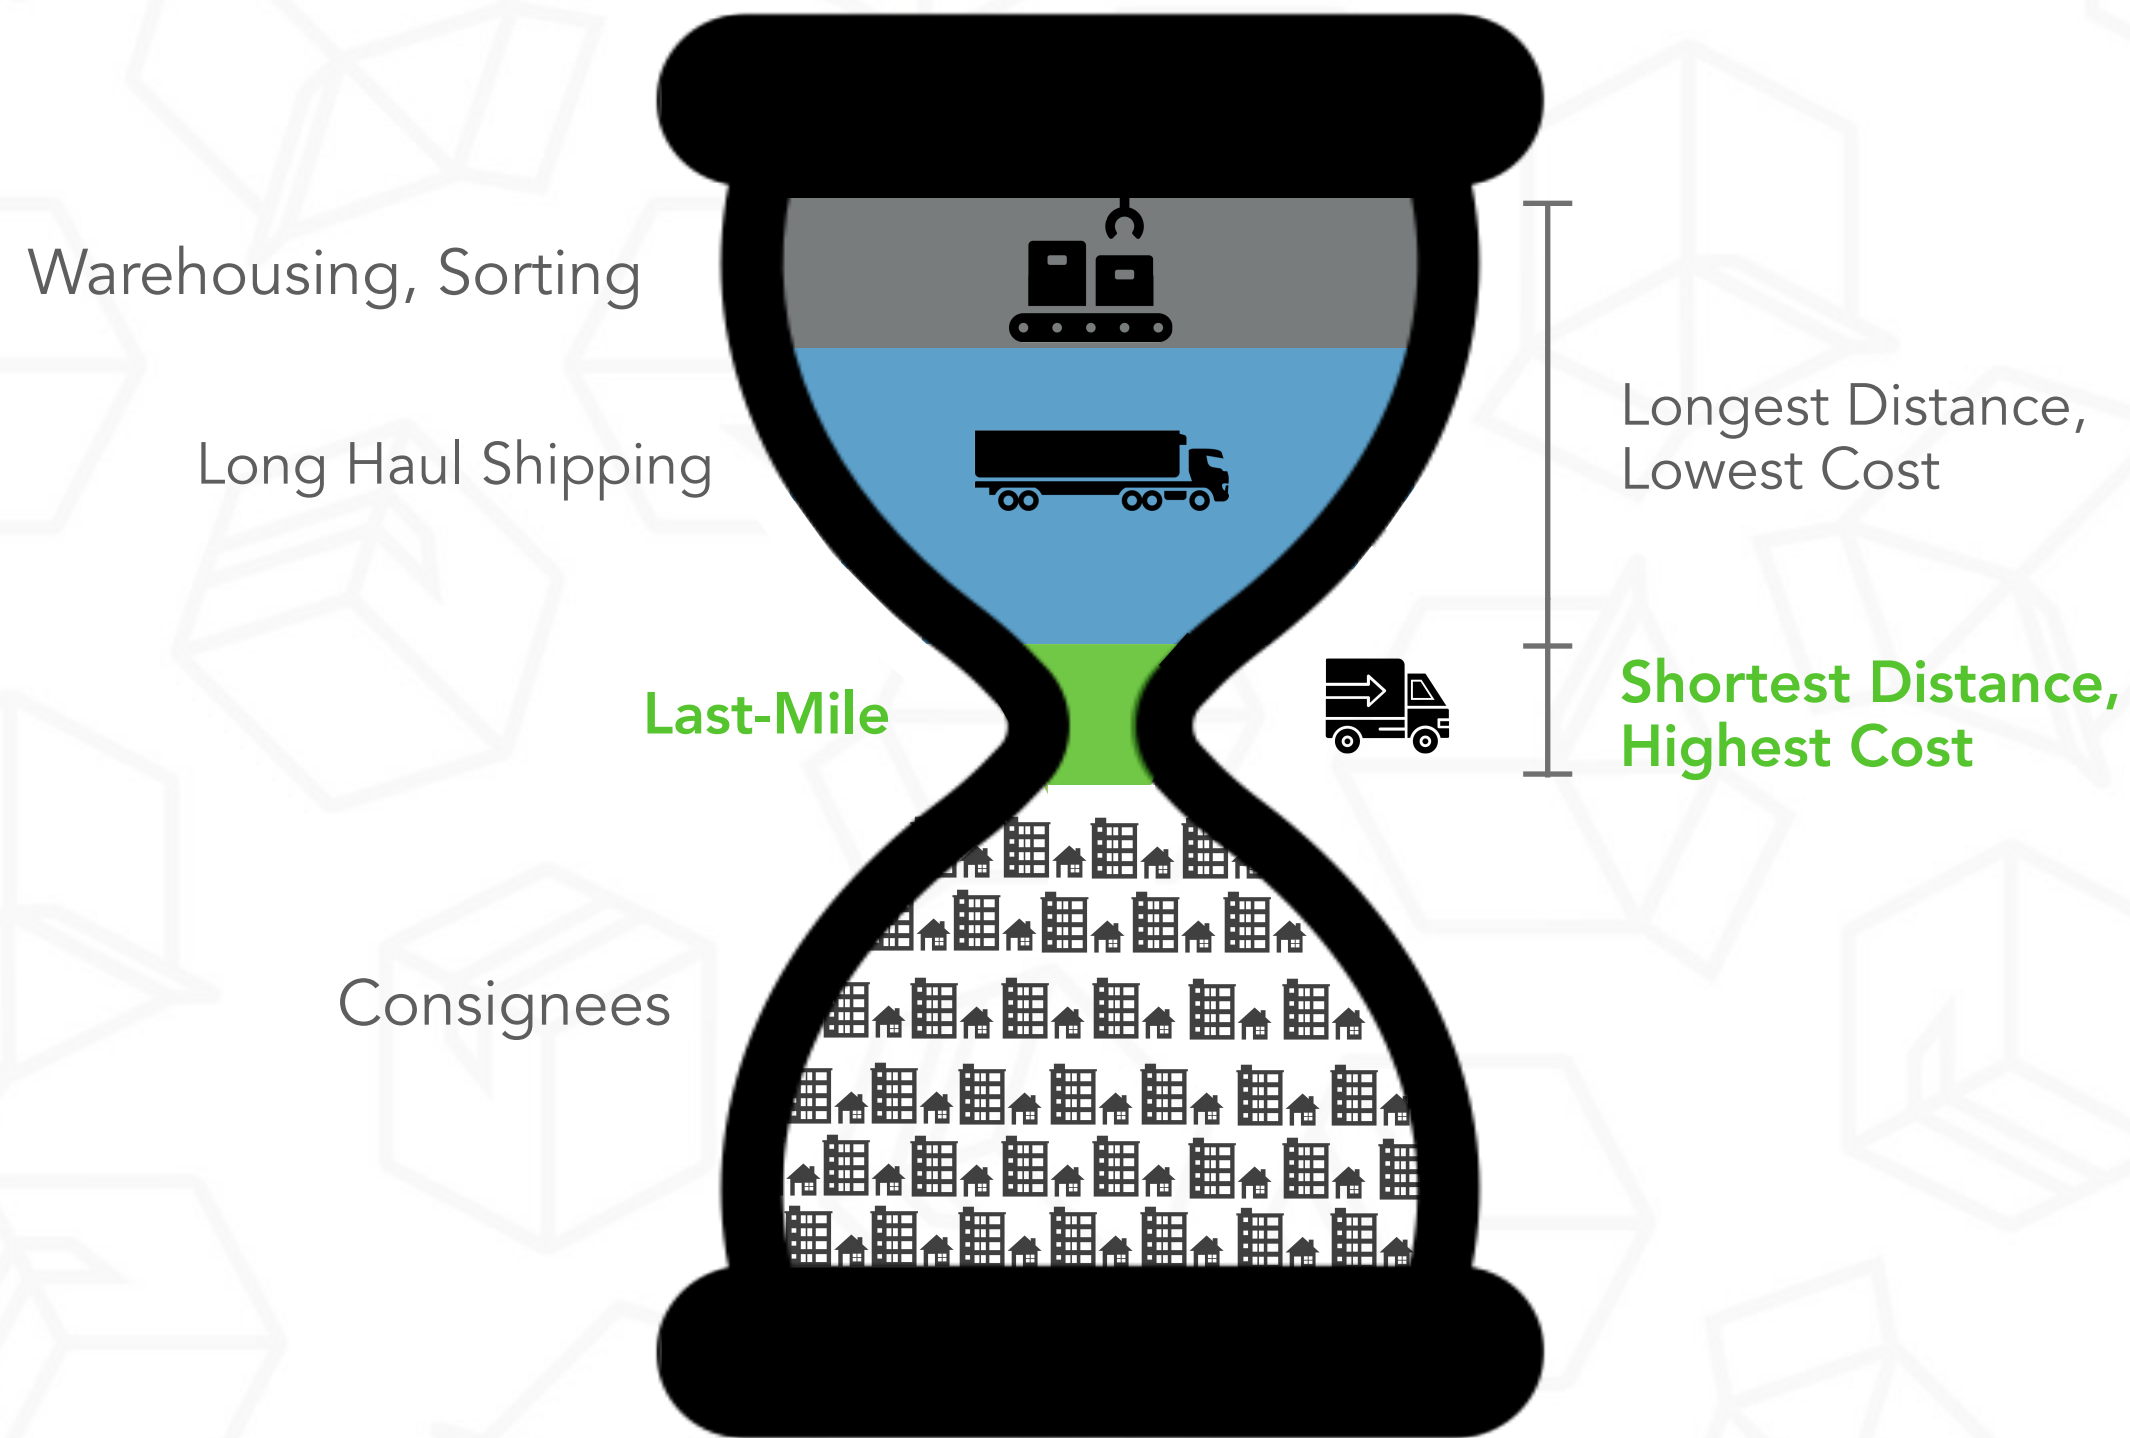 Warehousing, Sorting
Long Haul Shipping
Longest Distance,
Lowest Cost
Last-Mile
Shortest Distance,
Highest Cost
Consignees